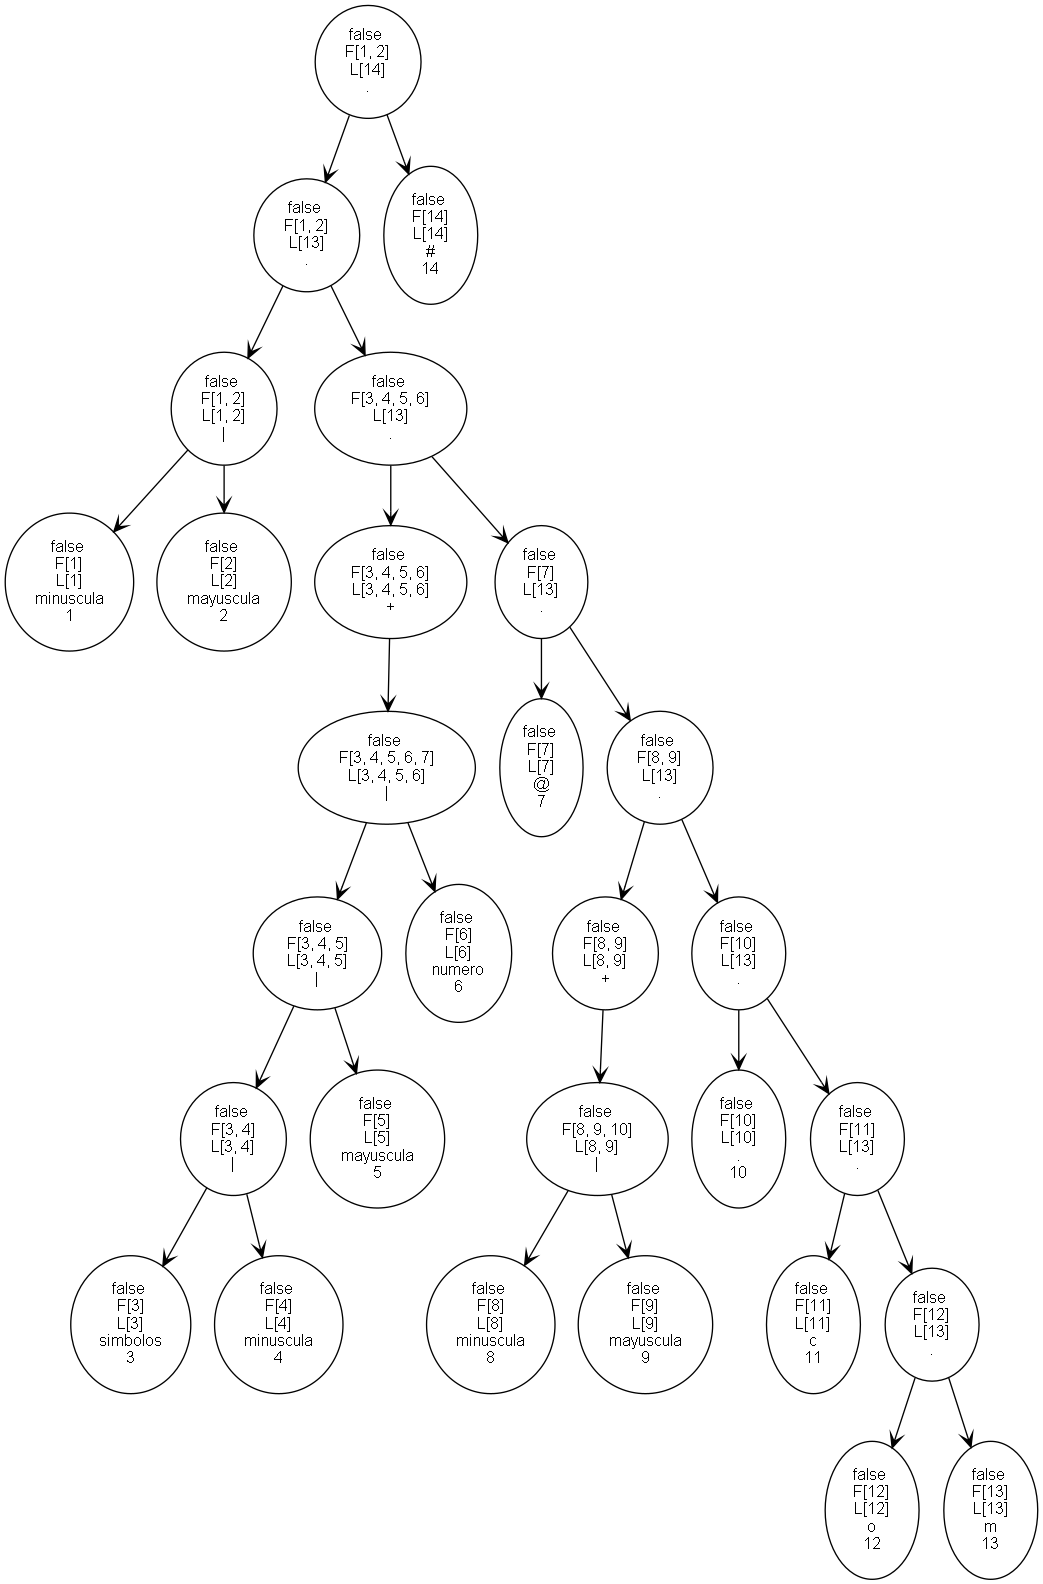 false
F[1, 2]
L[14]
.
false
F[1, 2]
L[13]
.
false
F[14]
L[14]
#
14
false
F[1, 2]
L[1, 2]
|
false
F[3, 4, 5, 6]
L[13]
.
false
F[1]
L[1]
minuscula
1
false
F[2]
L[2]
mayuscula
2
false
F[3, 4, 5, 6]
L[3, 4, 5, 6]
+
false
F[7]
L[13]
.
false
F[3, 4, 5, 6, 7]
L[3, 4, 5, 6]
|
false
F[7]
L[7]
@
7
false
F[8, 9]
L[13]
.
false
F[3, 4, 5]
L[3, 4, 5]
|
false
F[6]
L[6]
numero
6
false
F[8, 9]
L[8, 9]
+
false
F[10]
L[13]
.
false
F[3, 4]
L[3, 4]
|
false
F[5]
L[5]
mayuscula
5
false
F[8, 9, 10]
L[8, 9]
|
false
F[10]
L[10]
.
10
false
F[11]
L[13]
.
false
F[3]
L[3]
simbolos
3
false
F[4]
L[4]
minuscula
4
false
F[8]
L[8]
minuscula
8
false
F[9]
L[9]
mayuscula
9
false
F[11]
L[11]
c
11
false
F[12]
L[13]
.
false
F[12]
L[12]
o
12
false
F[13]
L[13]
m
13